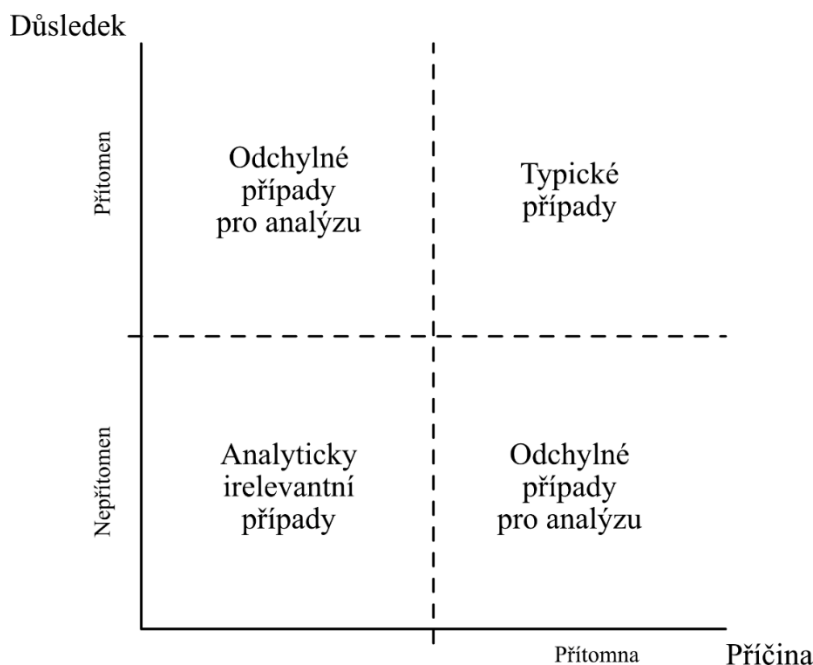 Důsledek
Přítomen
Odchylné
případy
pro analýzu
Typické
případy
Nepřítomen
Analyticky
irelevantní
případy
Odchylné
případy
pro analýzu
Přítomna
Příčina